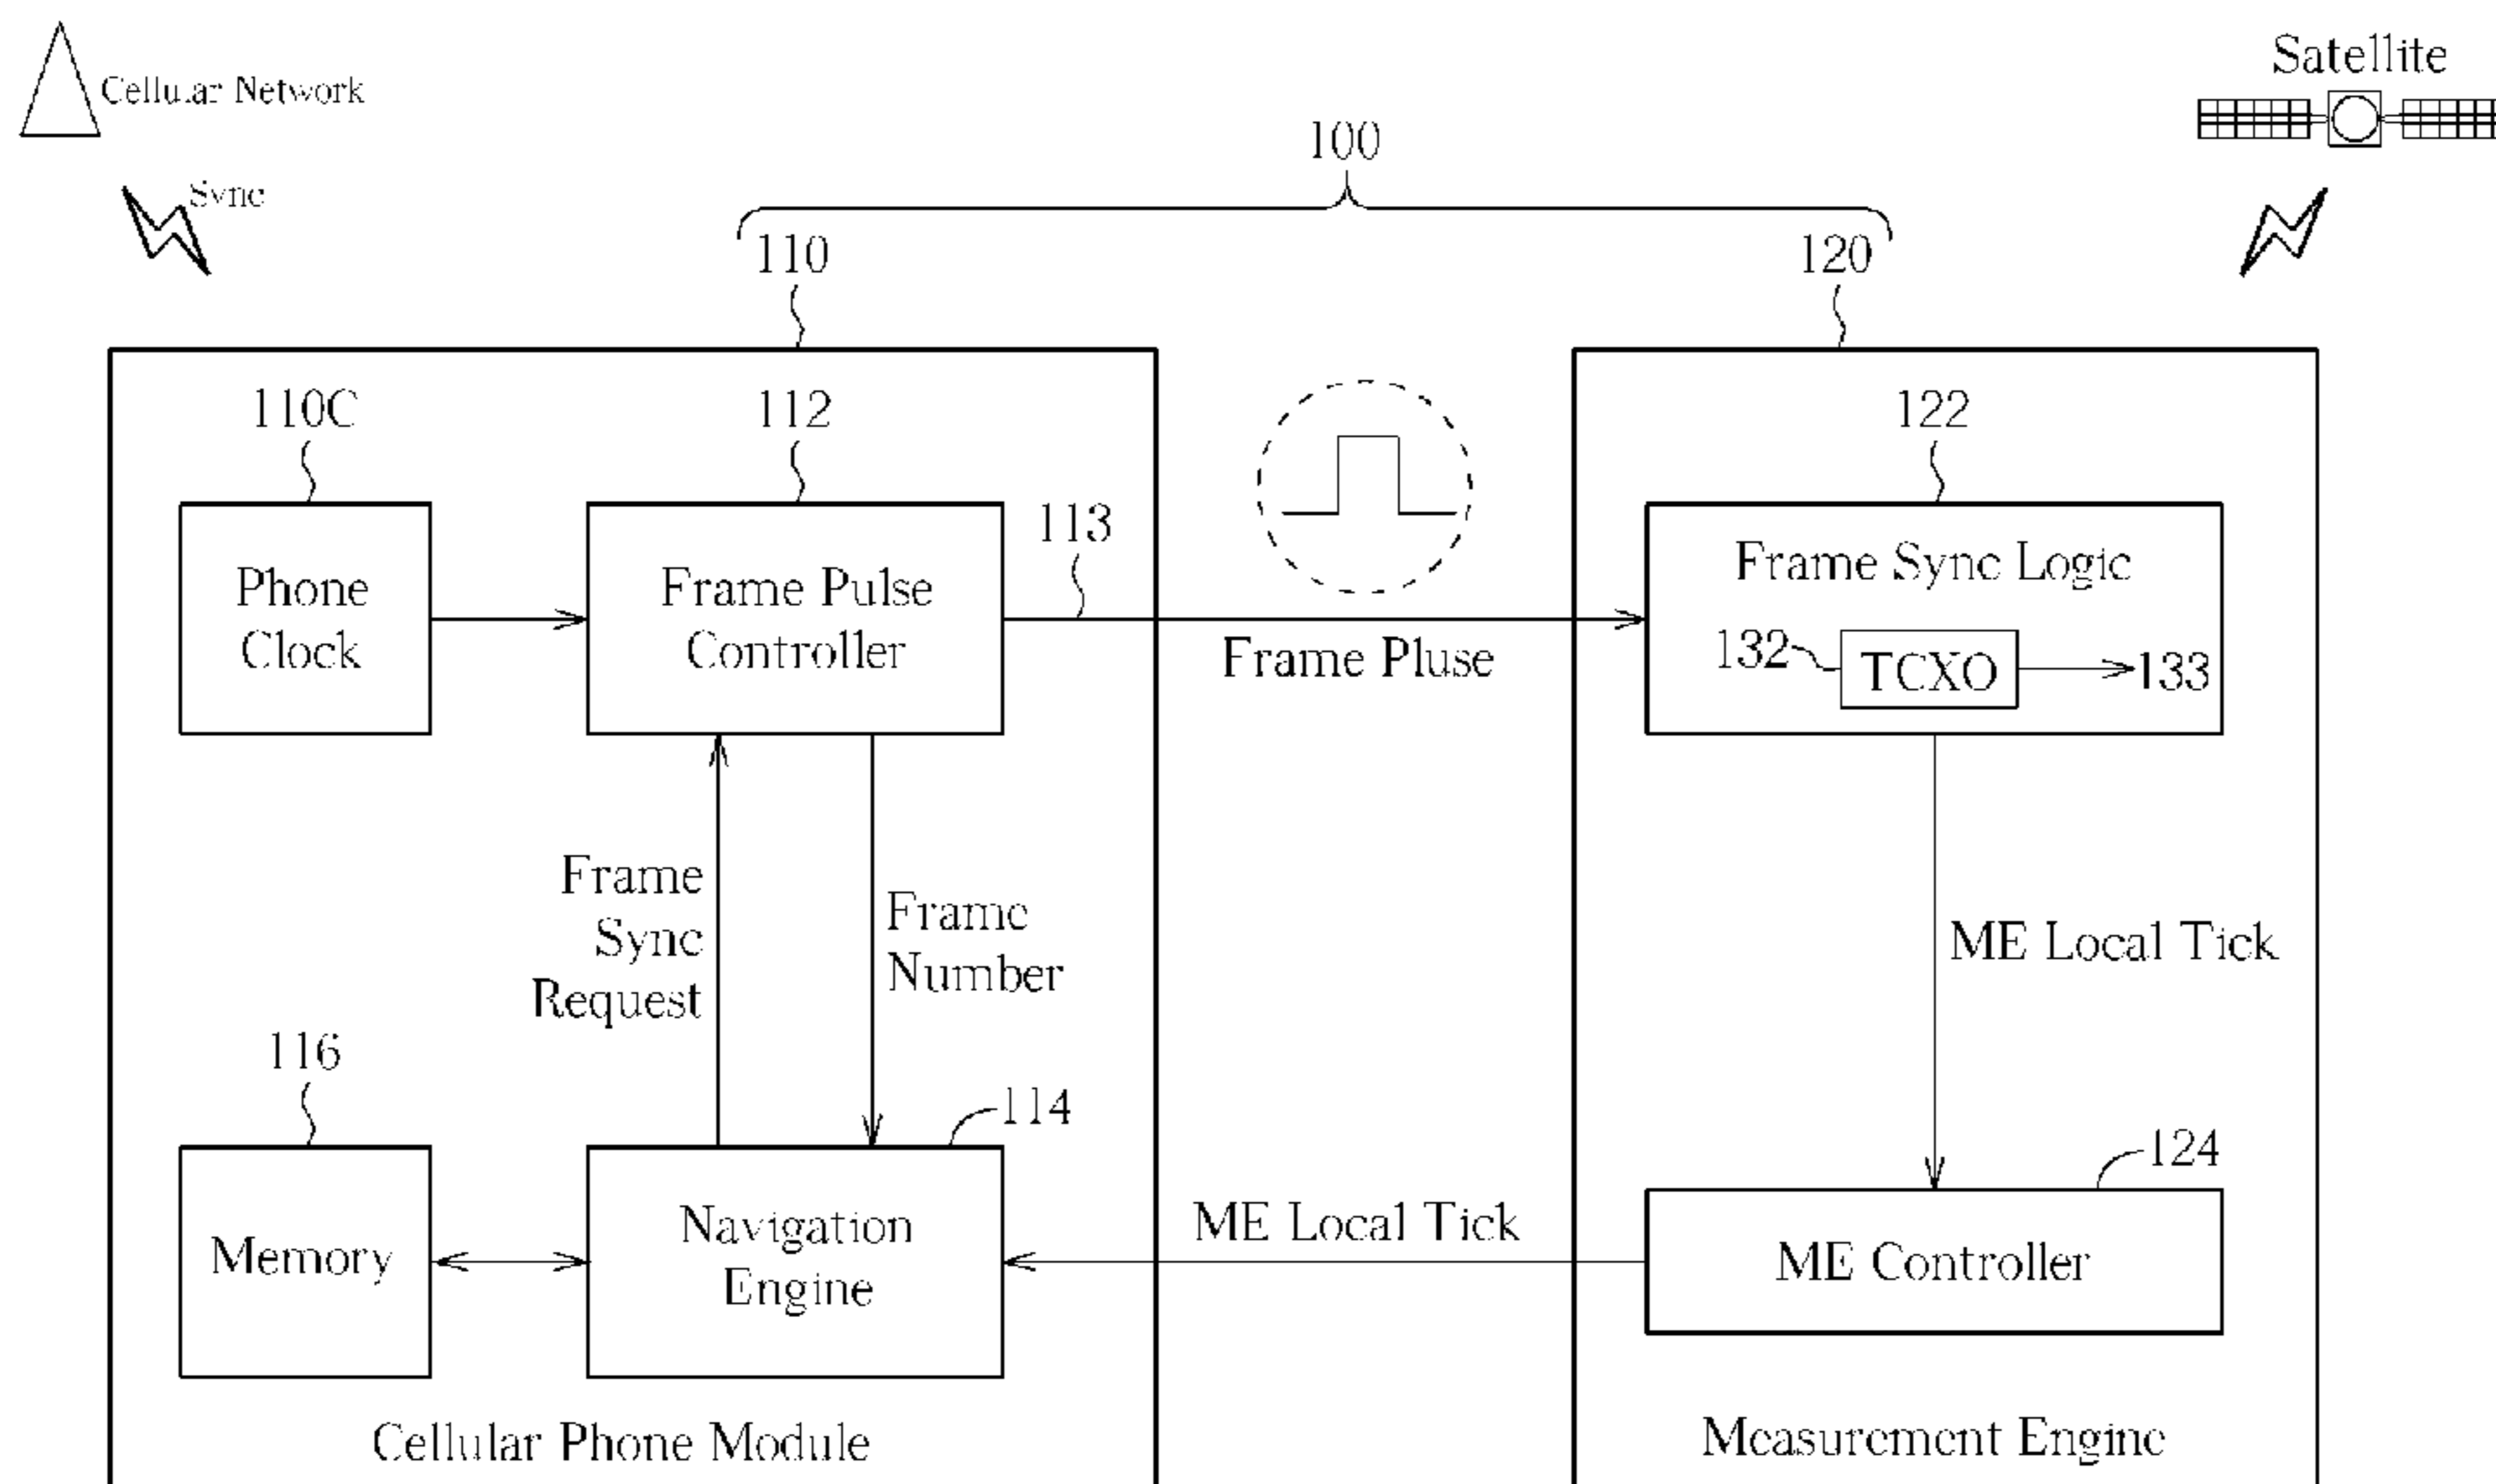 Satellite
Cellular Network
Sync
100
110
120
110C
112
122
Phone
Clock
Frame Pulse
Controller
113
Frame Pluse
Frame Sync Logic
132
TCXO
133
Frame
Sync
Request
Frame
Number
ME Local Tick
116
114
124
Memory
Navigation
Engine
ME Local Tick
ME Controller
Cellular Phone Module
Measurement Engine